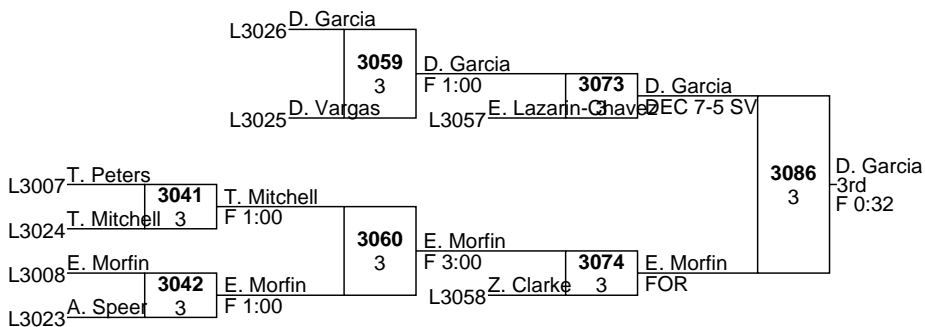 L3026 D. Garcia
3059
3
D. Garcia
F 1:00
L3025 D. Vargas
3073
3
D. Garcia
DEC 7-5 SV
L3057 E. Lazarin-Chavez
L3007 T. Peters
3041
3
T. Mitchell
F 1:00
L3024 T. Mitchell
3060
3
E. Morfin
F 3:00
L3008 E. Morfin
3042
3
E. Morfin
F 1:00
L3023 A. Speer
3074
3
E. Morfin
FOR
L3058 Z. Clarke
3086
3
D. Garcia
3rd
F 0:32